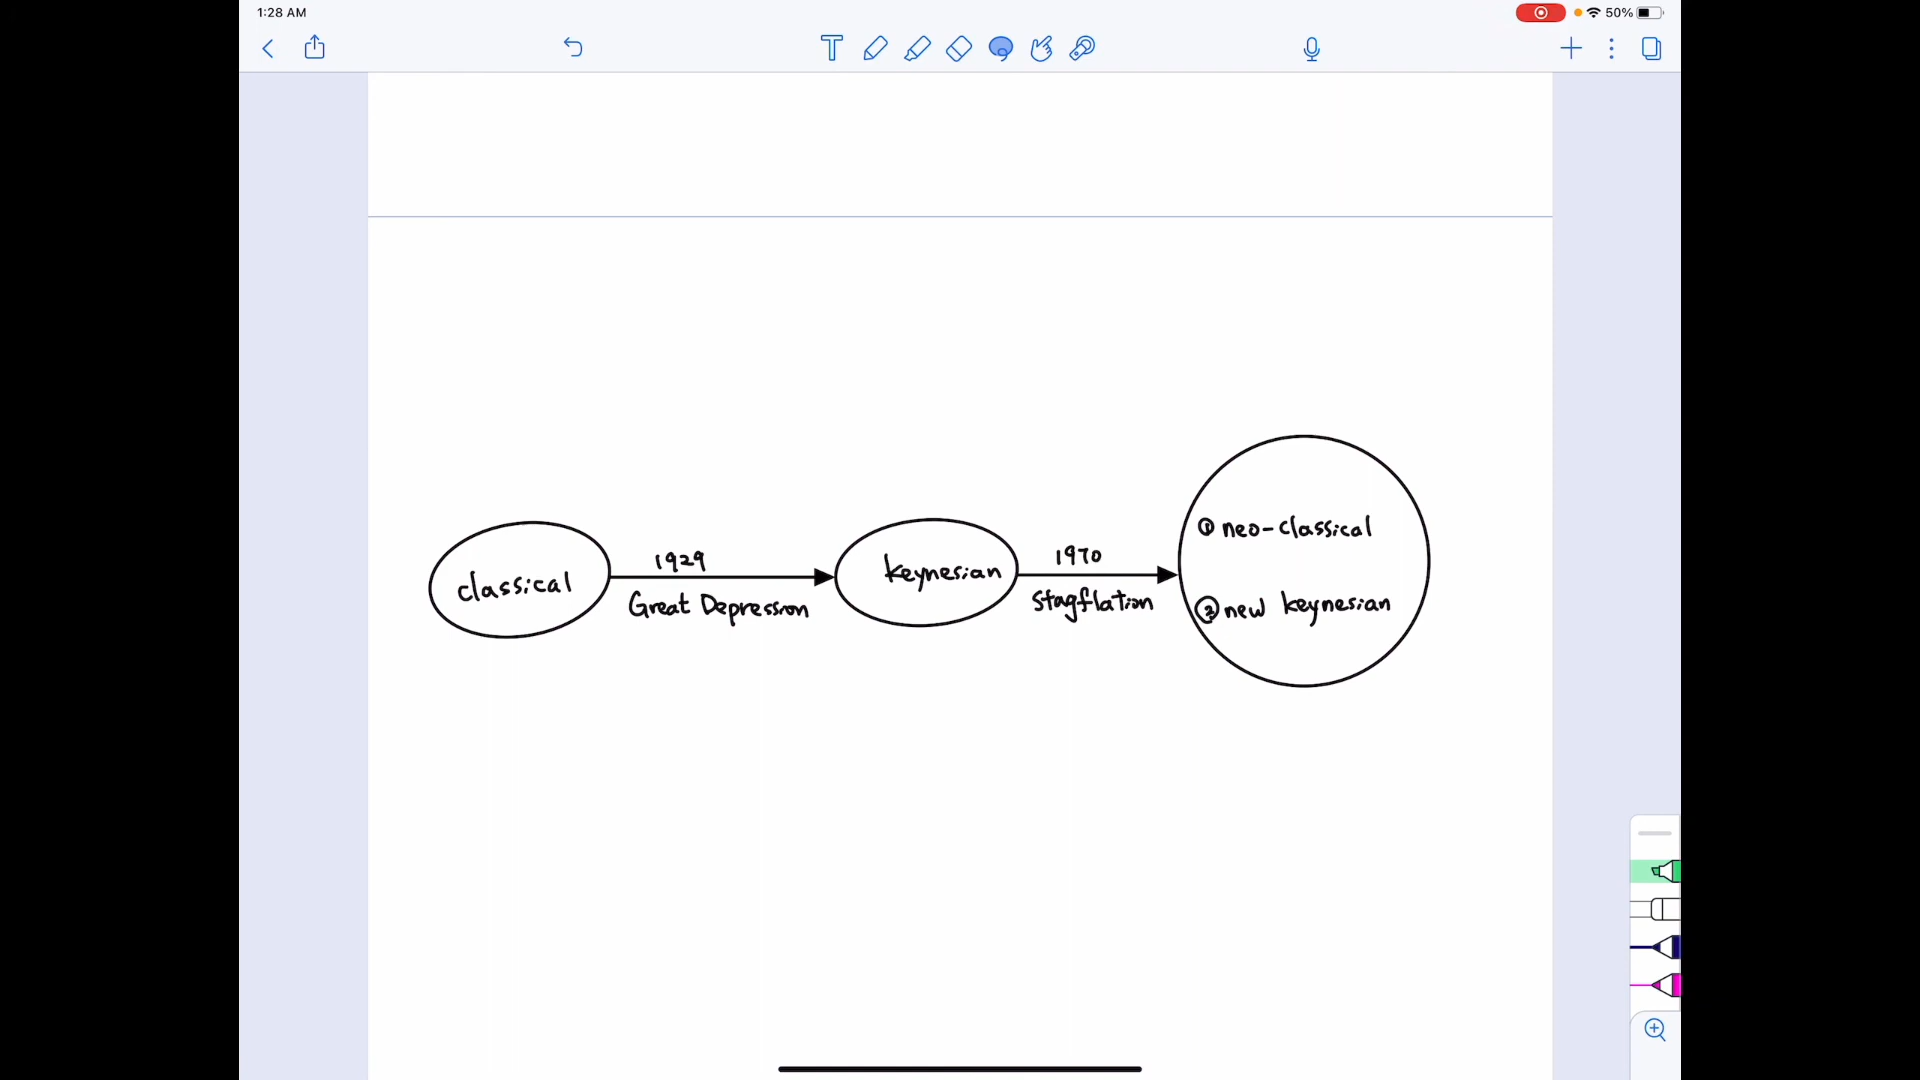 1:28 AM
50%
T
classical
1929
Great Depression
keynesian
1970
Stagflation
① neo-classical
② new keynesian